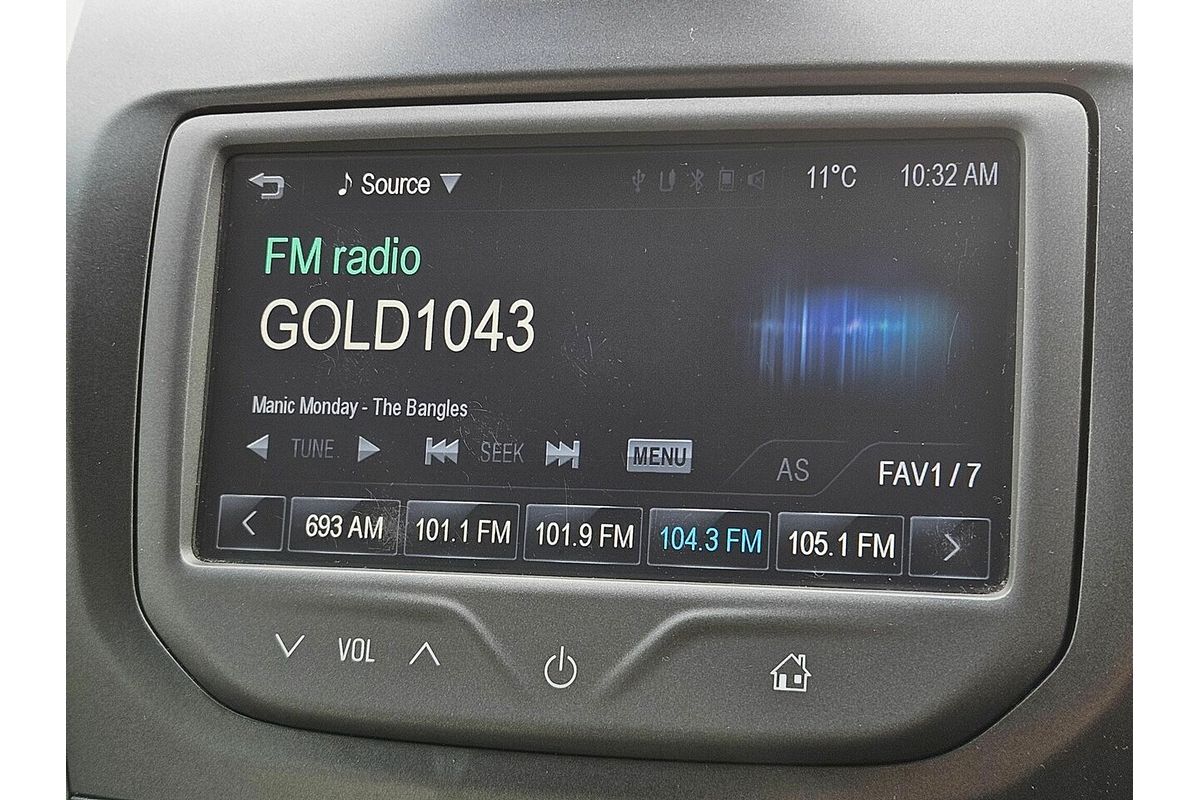 Source 11°C 10:32 AM
FM radio
GOLD1043
Manic Monday - The Bangles
TUNE SEEK MENU AS FAV1 / 7
693 AM 101.1 FM 101.9 FM 104.3 FM 105.1 FM
VOL